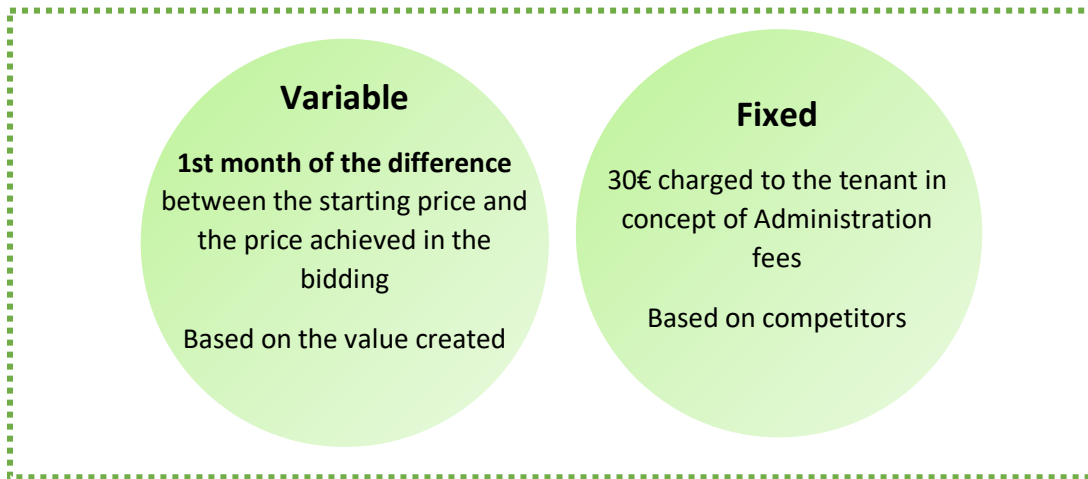 Variable
1st month of the difference
between the starting price and
the price achieved in the
bidding
Based on the value created
Fixed
30€ charged to the tenant in
concept of Administration
fees
Based on competitors